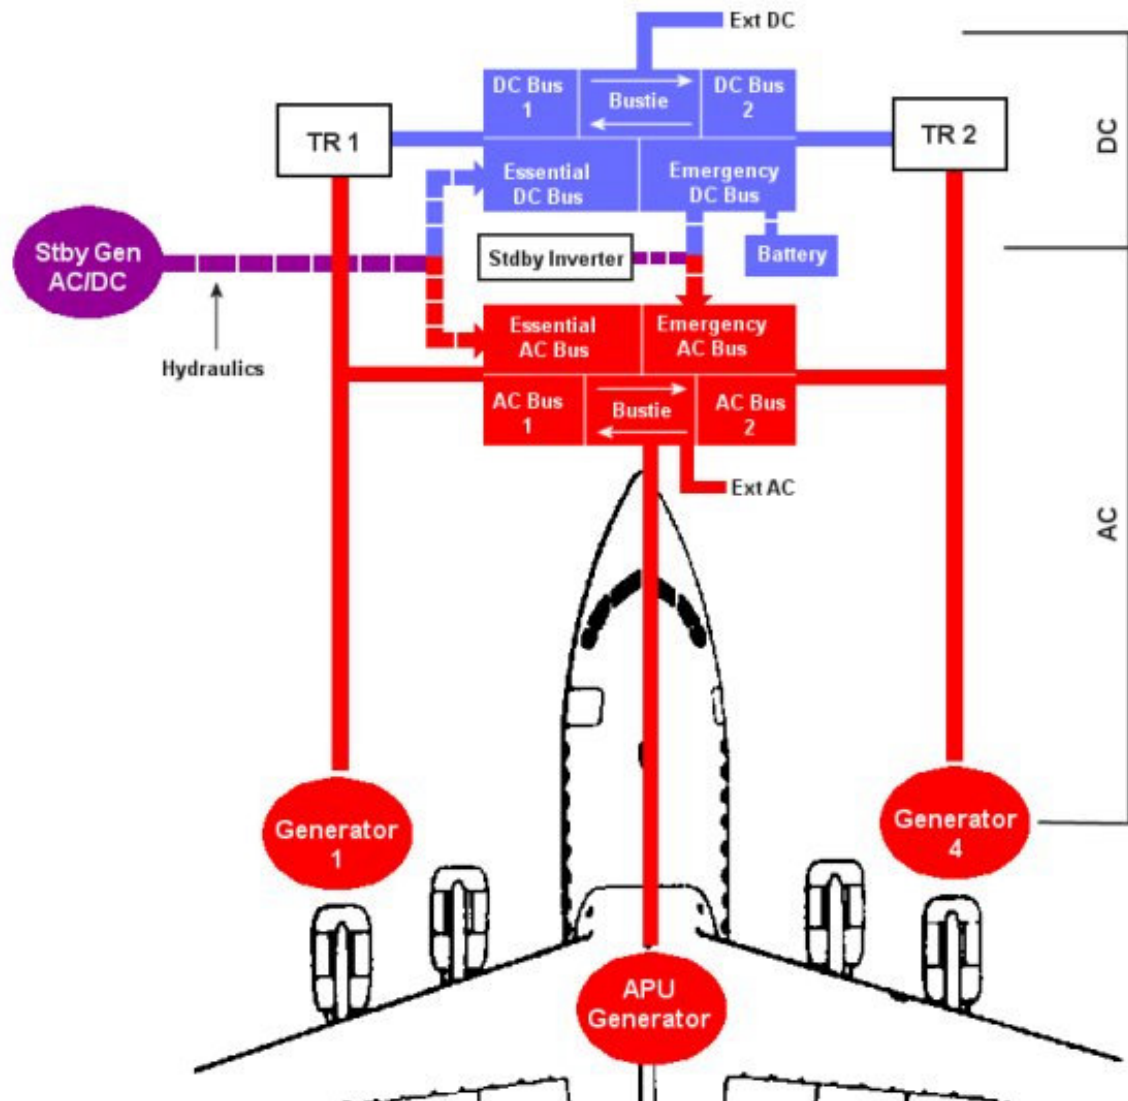 Ext DC
DC Bus
1
Bustie
DC Bus
2
TR 1
TR 2
DC
Essential
DC Bus
Emergency
DC Bus
Stby Gen
AC/DC
Stdby Inverter
Battery
Hydraulics
Essential
AC Bus
Emergency
AC Bus
AC Bus
1
Bustie
AC Bus
2
Ext AC
AC
Generator
1
Generator
4
APU
Generator